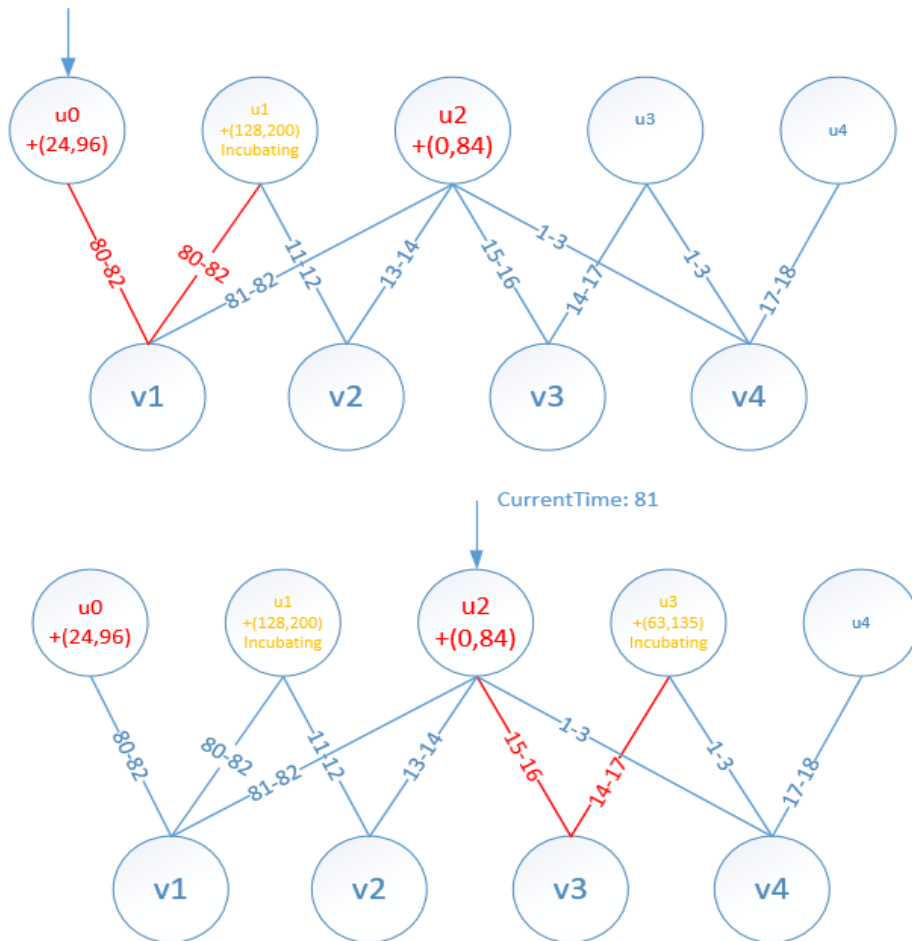 u0
+(24,96)
u1
+(128,200)
Incubating
u2
+(0,84)
u3
u4
80-82
80-82
11-12
81-82
13-14
15-16
14-17
1-3
1-3
17-18
v1
v2
v3
v4
CurrentTime: 81
u0
+(24,96)
u1
+(128,200)
Incubating
u2
+(0,84)
u3
+(63,135)
Incubating
u4
80-82
80-82
11-12
81-82
13-14
15-16
14-17
1-3
1-3
17-18
v1
v2
v3
v4